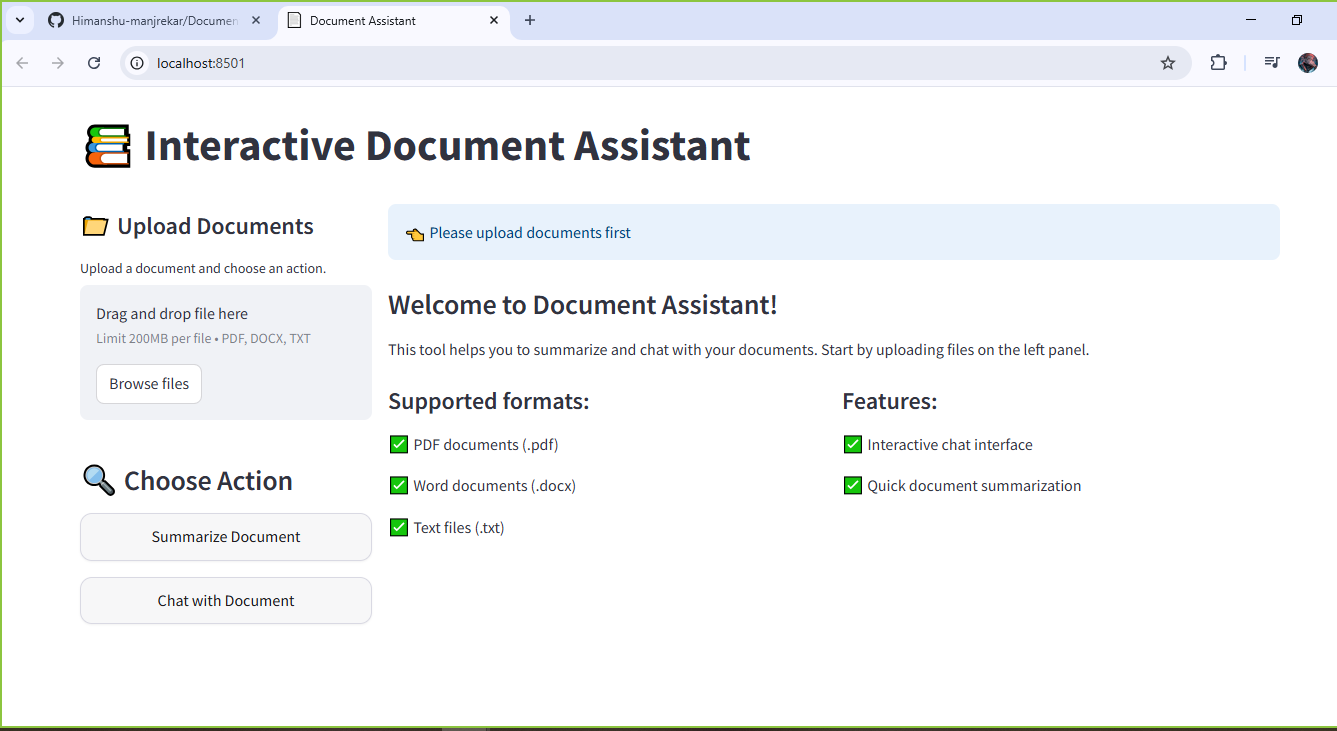 Himanshu-manjrekar/Documen
Document Assistant
localhost:8501
Interactive Document Assistant
Upload Documents
Upload a document and choose an action.
Drag and drop file here
Limit 200MB per file • PDF, DOCX, TXT
Browse files
Choose Action
Summarize Document
Chat with Document
Please upload documents first
Welcome to Document Assistant!
This tool helps you to summarize and chat with your documents. Start by uploading files on the left panel.
Supported formats:
PDF documents (.pdf)
Word documents (.docx)
Text files (.txt)
Features:
Interactive chat interface
Quick document summarization